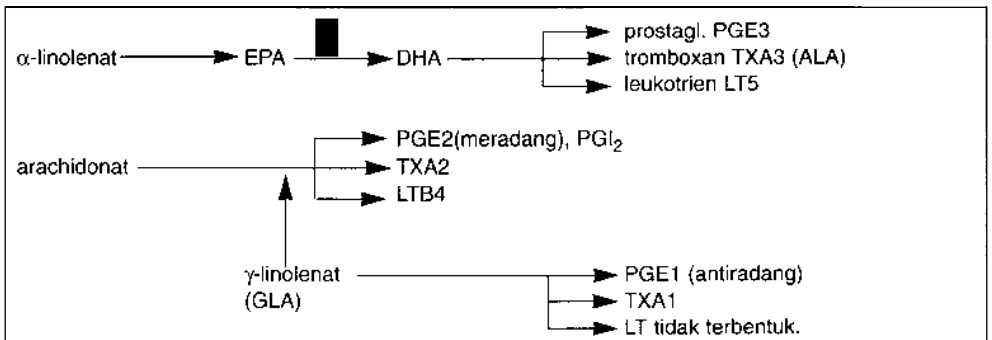 prostagl. PGE3
α-linolenat EPA DHA tromboxan TXA3 (ALA)
leukotrien LT5
PGE2(meradang), PGI₂
arachidonat TXA2
LTB4
γ-linolenat PGE1 (antiradang)
(GLA) TXA1
LT tidak terbentuk.